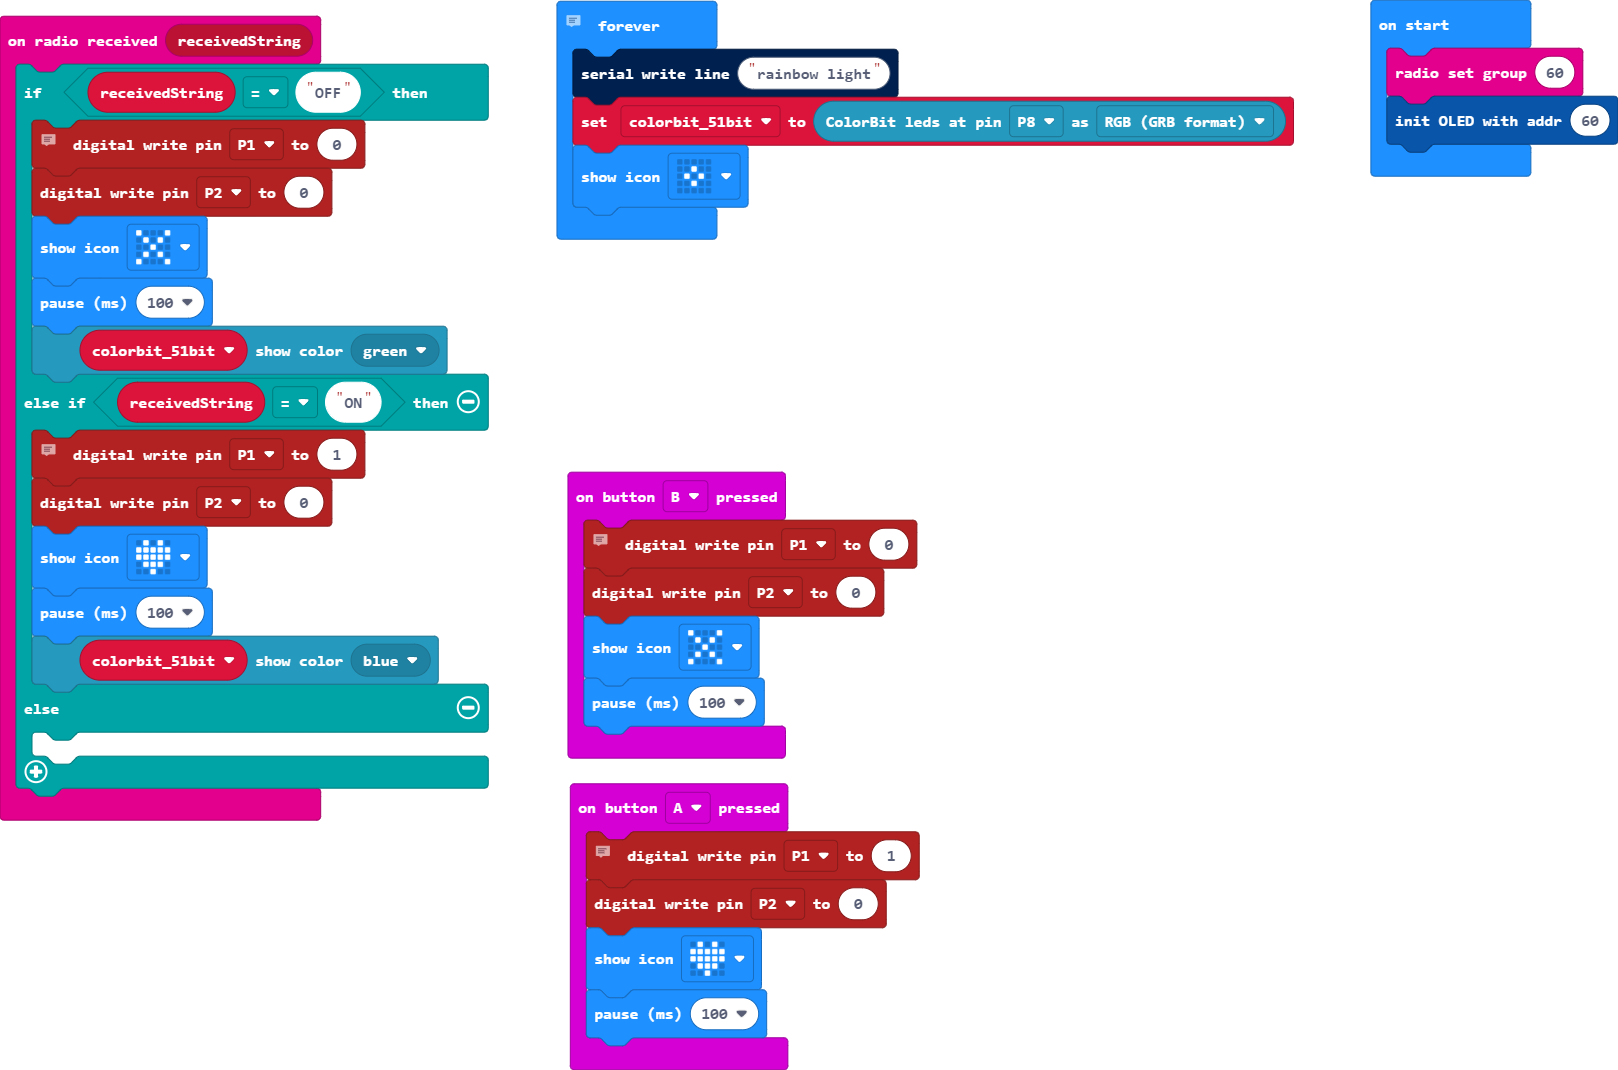 on radio received receivedString
if receivedString = "OFF" then
digital write pin P1 to 0
digital write pin P2 to 0
show icon
pause (ms) 100
colorbit_51bit show color green
else if receivedString = "ON" then
digital write pin P1 to 1
digital write pin P2 to 0
show icon
pause (ms) 100
colorbit_51bit show color blue
else
forever
serial write line "rainbow light"
set colorbit_51bit to ColorBit leds at pin P8 as RGB (GRB format)
show icon
on button B pressed
digital write pin P1 to 0
digital write pin P2 to 0
show icon
pause (ms) 100
on button A pressed
digital write pin P1 to 1
digital write pin P2 to 0
show icon
pause (ms) 100
on start
radio set group 60
init OLED with addr 60